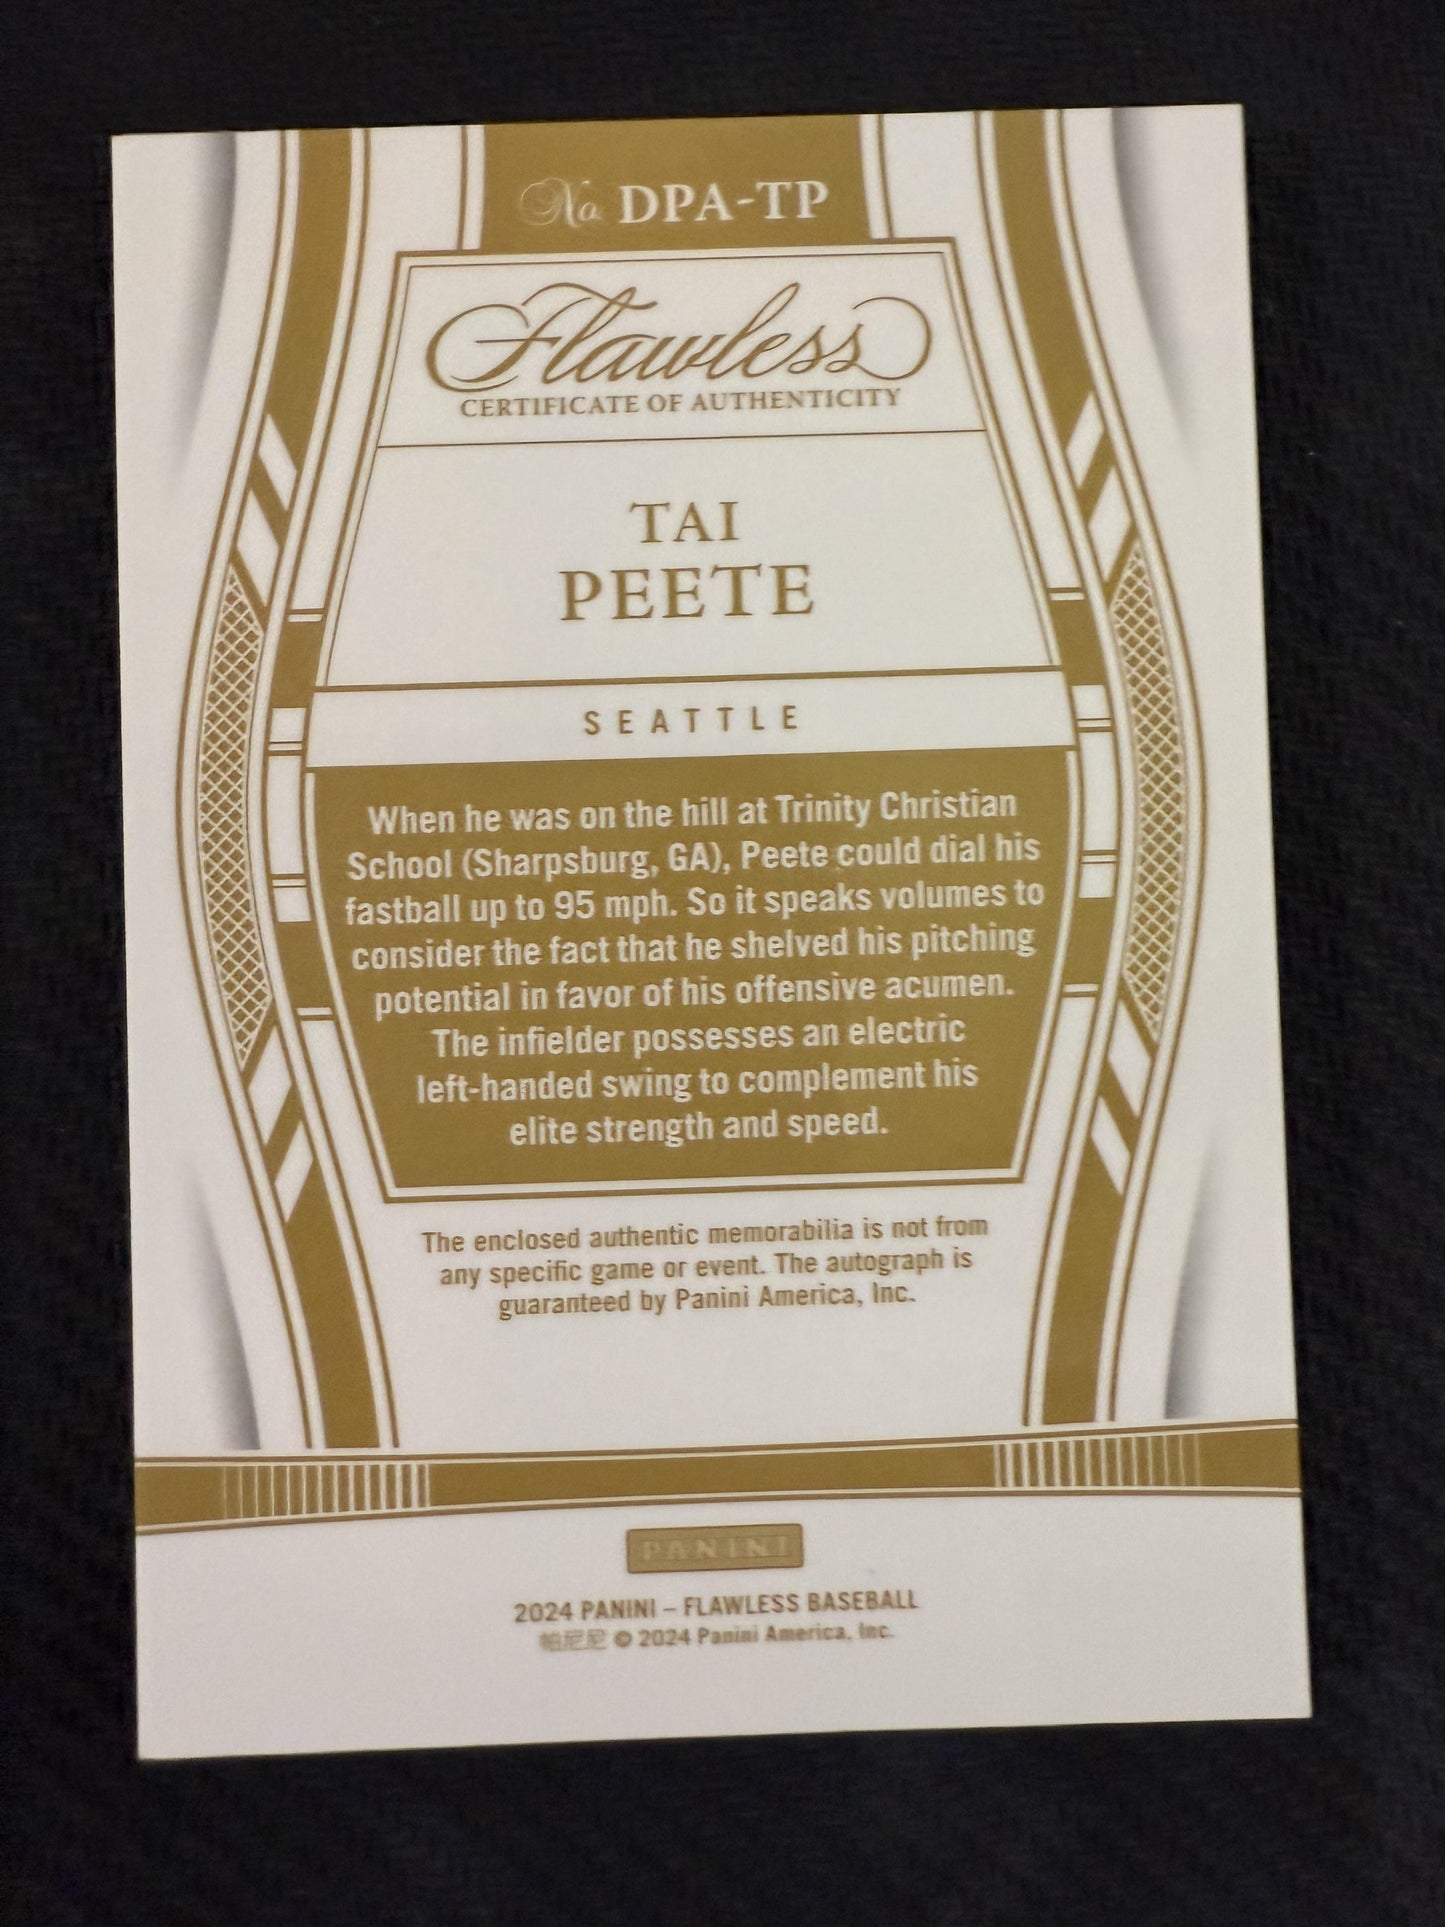 No. DPA-TP
Flawless
CERTIFICATE OF AUTHENTICITY
TAI
PEETE
SEATTLE
When he was on the hill at Trinity Christian
School (Sharpsburg, GA), Peete could dial his
fastball up to 95 mph. So it speaks volumes to
consider the fact that he shelved his pitching
potential in favor of his offensive acumen.
The infielder possesses an electric
left-handed swing to complement his
elite strength and speed.
The enclosed authentic memorabilia is not from
any specific game or event. The autograph is
guaranteed by Panini America, Inc.
PANINI
2024 PANINI – FLAWLESS BASEBALL
帕尼尼 © 2024 Panini America, Inc.